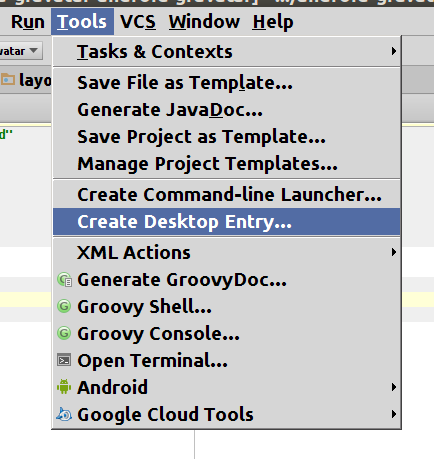 Run Tools VCS Window Help
Tasks & Contexts
Save File as Template...
Generate JavaDoc...
Save Project as Template...
Manage Project Templates...
Create Command-line Launcher...
Create Desktop Entry...
XML Actions
Generate GroovyDoc...
Groovy Shell...
Groovy Console...
Open Terminal...
Android
Google Cloud Tools
vatar
layo
d"